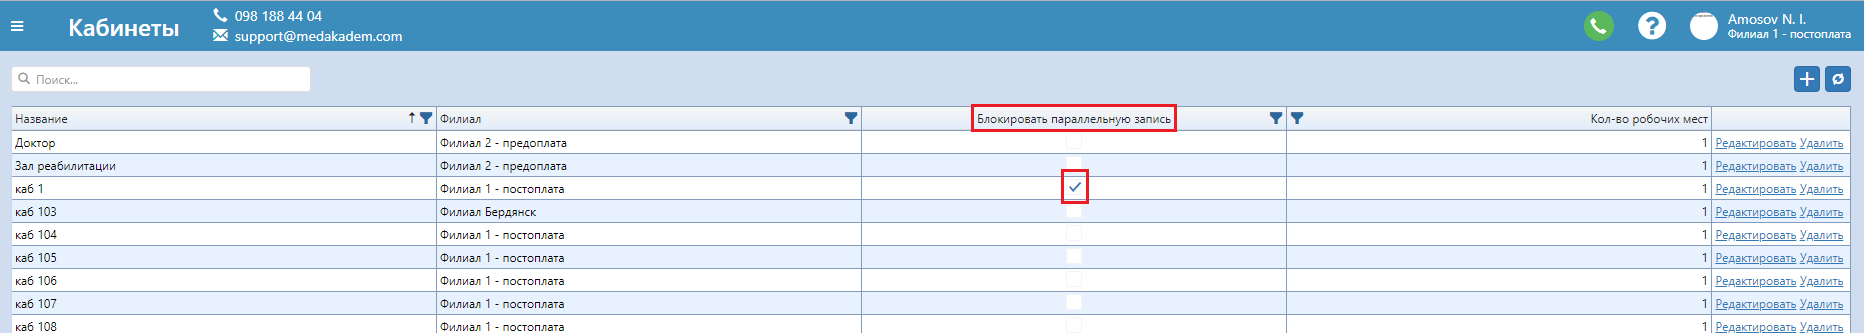 Кабинеты
098 188 44 04
support@medakadem.com
Amosov N. I.
Филиал 1 - постоплата
Поиск...
Название Филиал Блокировать параллельную запись Кол-во робочих мест
Доктор Филиал 2 - предоплата 1 Редактировать Удалить
Зал реабилитации Филиал 2 - предоплата 1 Редактировать Удалить
каб 1 Филиал 1 - постоплата 1 Редактировать Удалить
каб 103 Филиал Бердянск 1 Редактировать Удалить
каб 104 Филиал 1 - постоплата 1 Редактировать Удалить
каб 105 Филиал 1 - постоплата 1 Редактировать Удалить
каб 106 Филиал 1 - постоплата 1 Редактировать Удалить
каб 107 Филиал 1 - постоплата 1 Редактировать Удалить
каб 108 Филиал 1 - постоплата 1 Редактировать Удалить